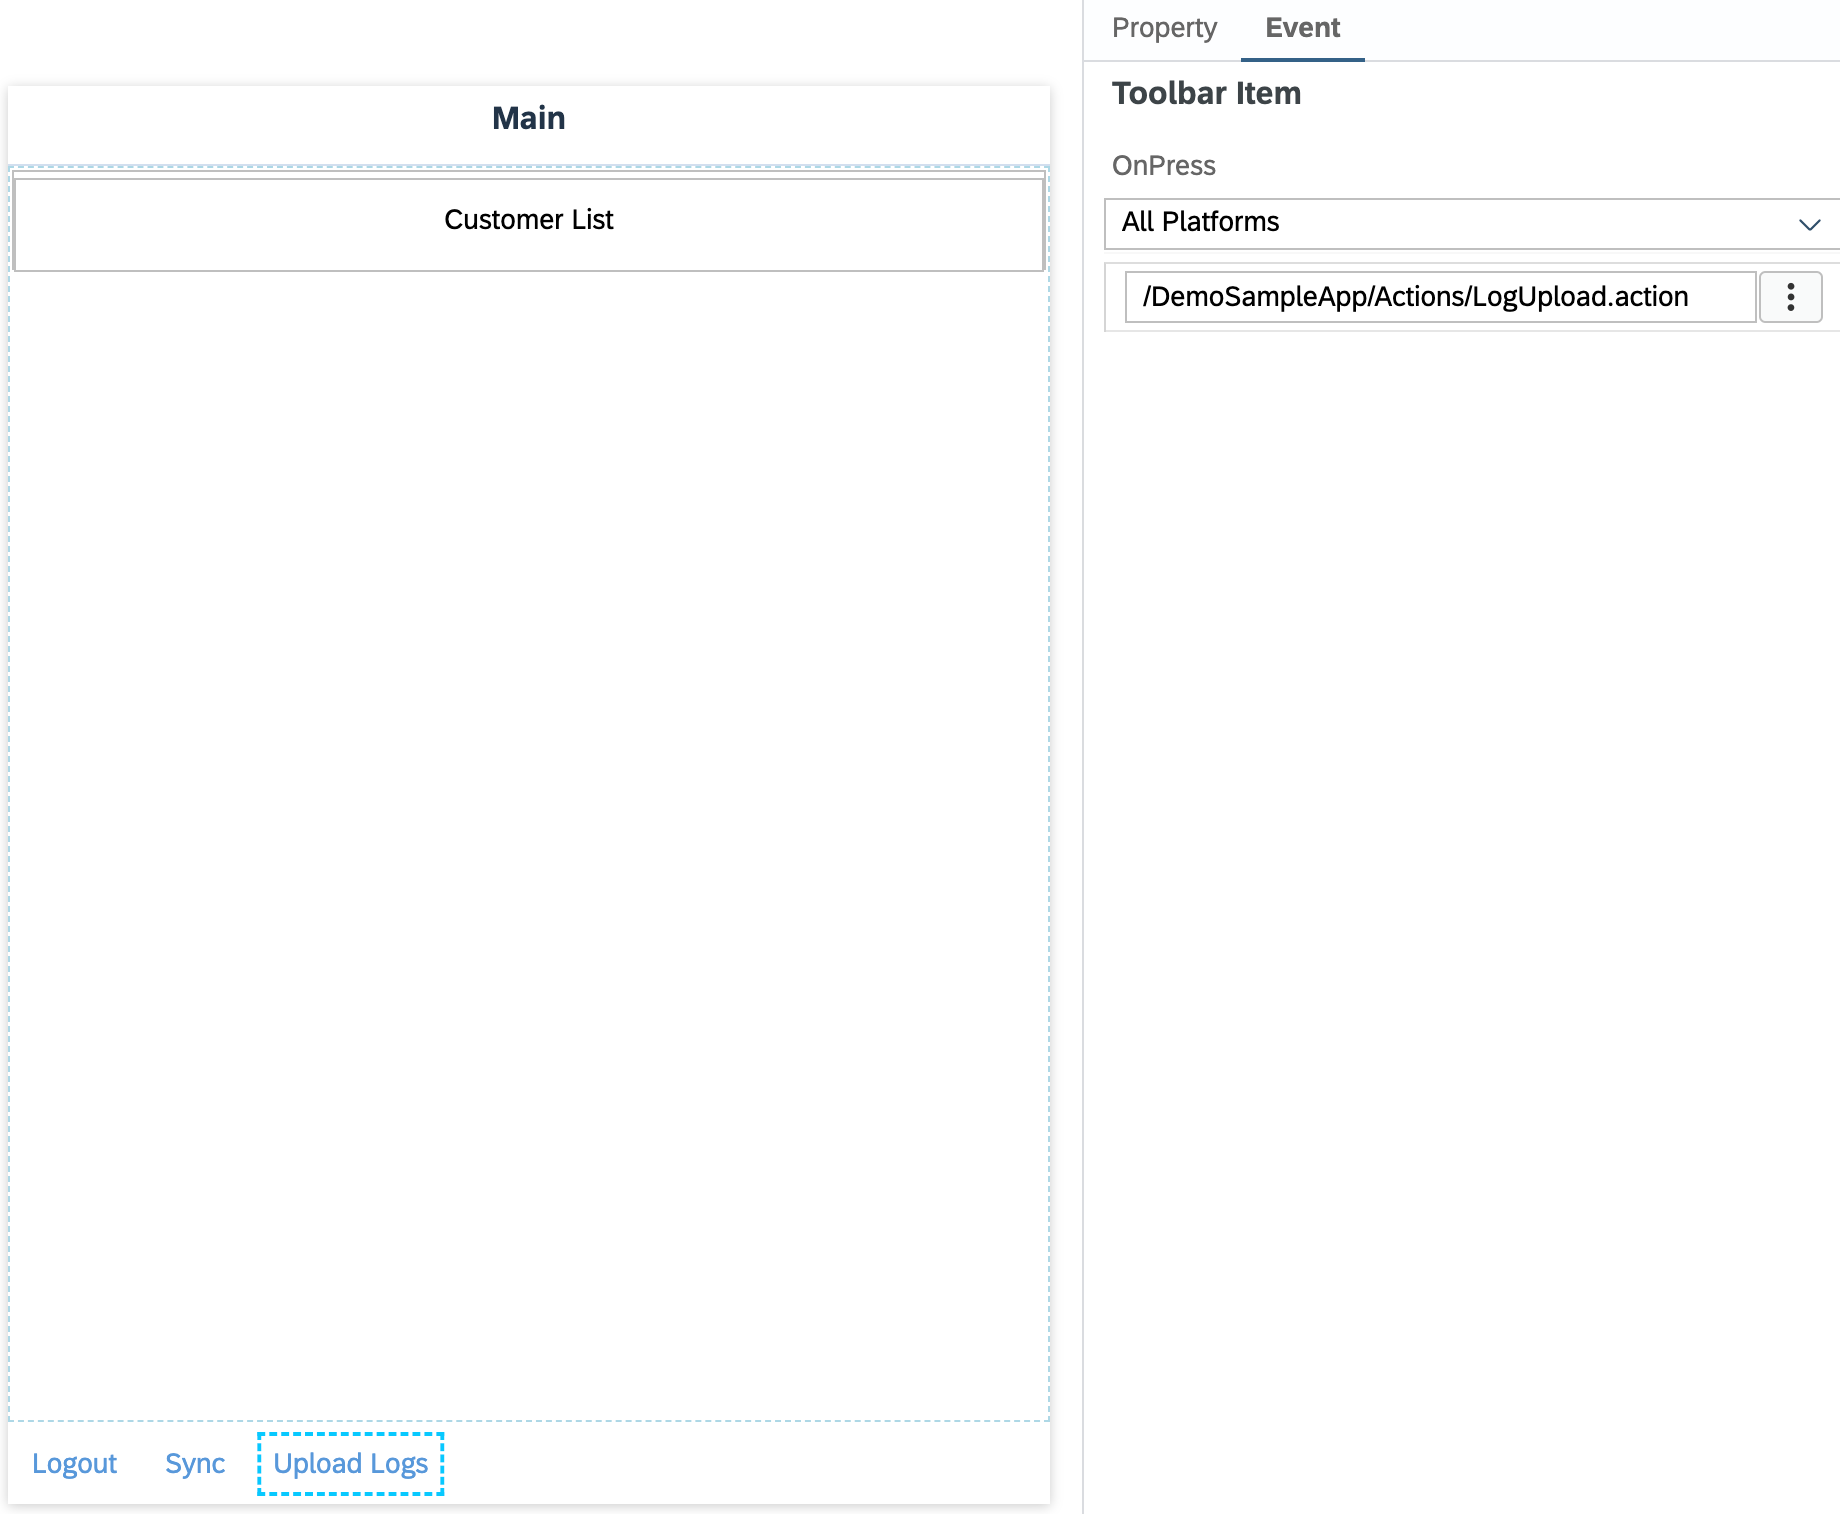 Property Event
Toolbar Item
Main
OnPress
All Platforms
Customer List
/DemoSampleApp/Actions/LogUpload.action
Logout Sync Upload Logs